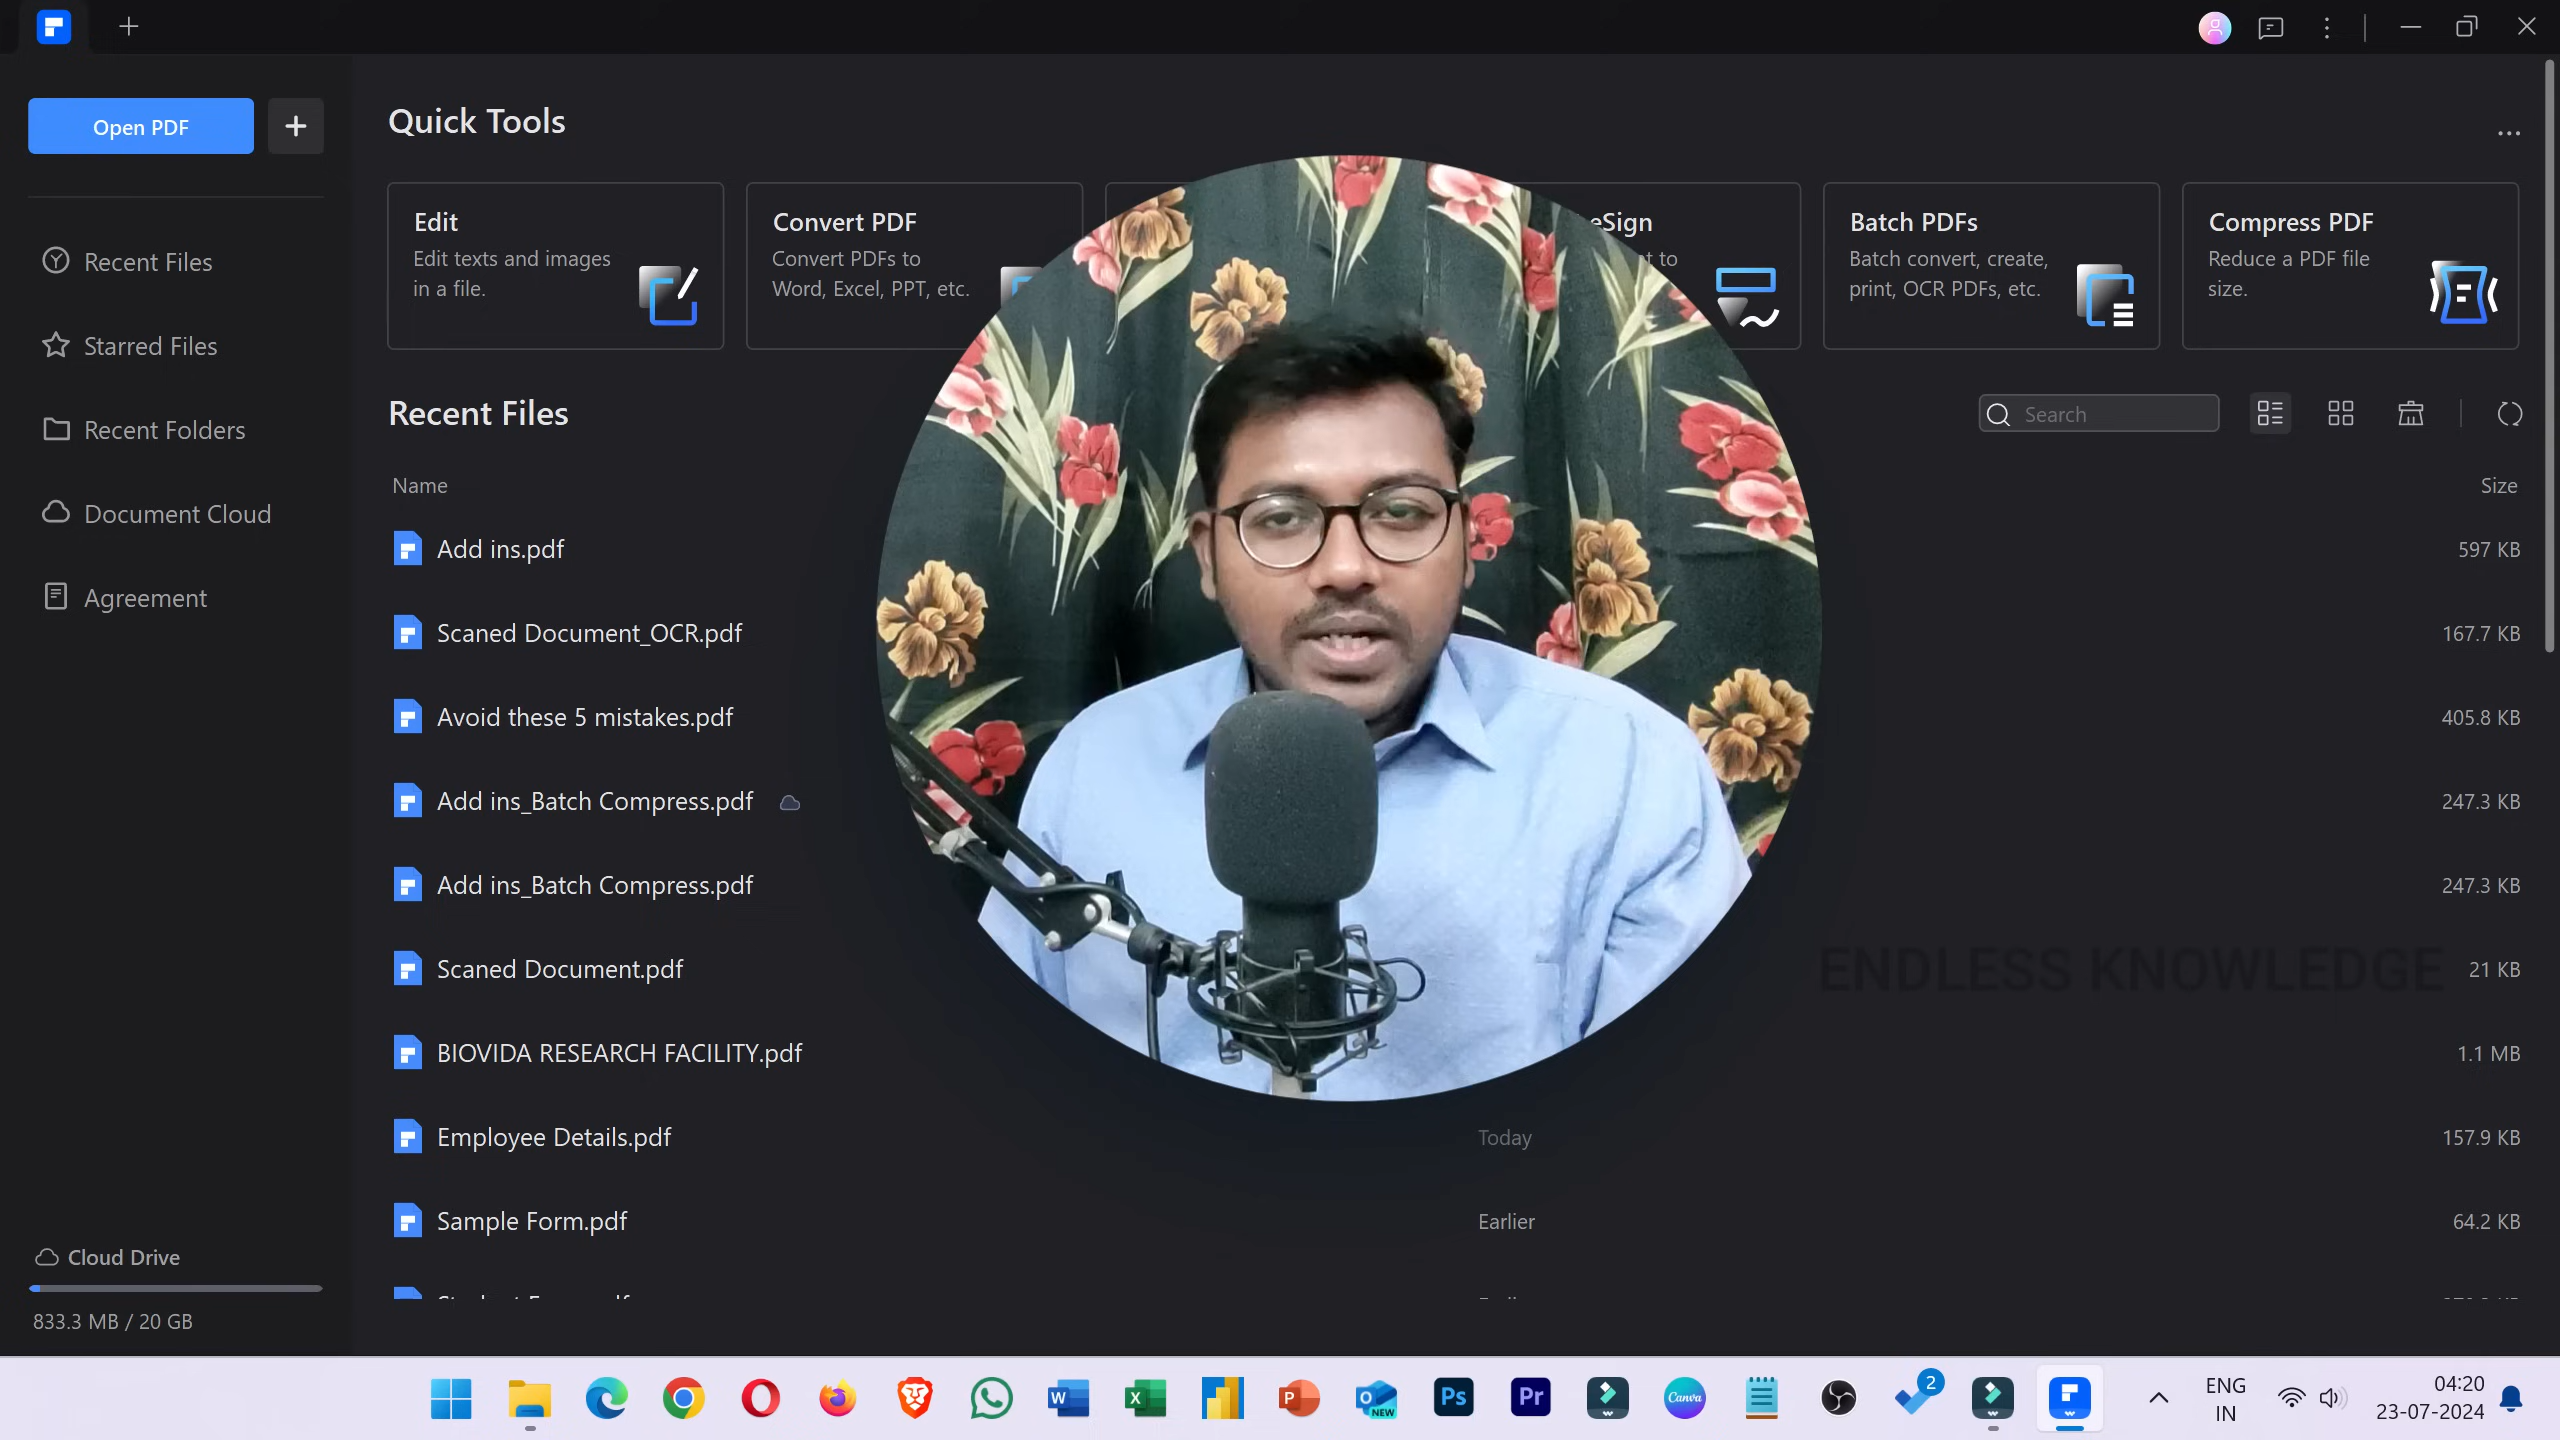 Open PDF
Recent Files
Starred Files
Recent Folders
Document Cloud
Agreement
Cloud Drive
833.3 MB / 20 GB
Quick Tools
Edit
Edit texts and images
in a file.
Convert PDF
Convert PDFs to
Word, Excel, PPT, etc.
eSign
to
Batch PDFs
Batch convert, create,
print, OCR PDFs, etc.
Compress PDF
Reduce a PDF file
size.
Recent Files
Search
Name
Size
Add ins.pdf
597 KB
Scaned Document_OCR.pdf
167.7 KB
Avoid these 5 mistakes.pdf
405.8 KB
Add ins_Batch Compress.pdf
247.3 KB
Add ins_Batch Compress.pdf
247.3 KB
Scaned Document.pdf
21 KB
ENDLESS KNOWLEDGE
BIOVIDA RESEARCH FACILITY.pdf
1.1 MB
Employee Details.pdf
Today
157.9 KB
Sample Form.pdf
Earlier
64.2 KB
W
X
P
O
NEW
Ps
Pr
Canva
2
ENG
IN
04:20
23-07-2024